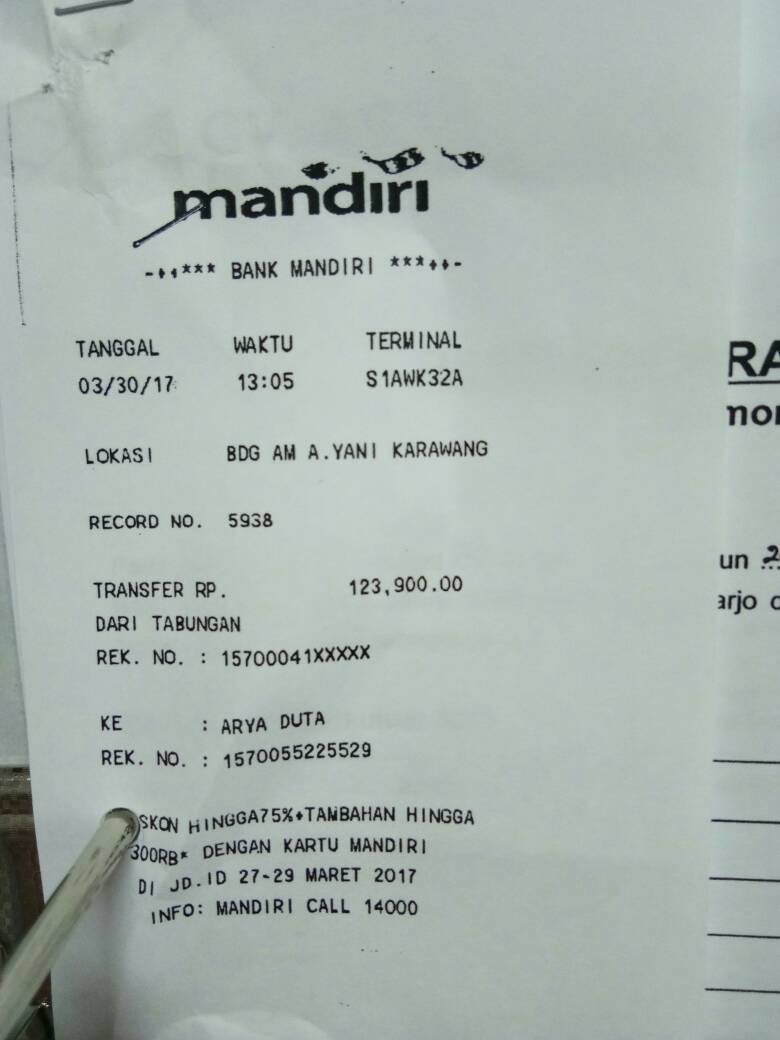 mandiri
-++*** BANK MANDIRI ***++-
TANGGAL WAKTU TERMINAL
03/30/17 13:05 S1AWK32A
LOKASI BDG AM A.YANI KARAWANG
RECORD NO. 5938
TRANSFER RP. 123,900.00
DARI TABUNGAN
REK. NO. : 15700041XXXXX
KE : ARYA DUTA
REK. NO. : 1570055225529
SKON HINGGA75%+TAMBAHAN HINGGA
300RB* DENGAN KARTU MANDIRI
DI JD.ID 27-29 MARET 2017
INFO: MANDIRI CALL 14000
RA
mor
un 2
arjo